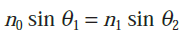 n₀ sin θ₁ = n₁ sin θ₂